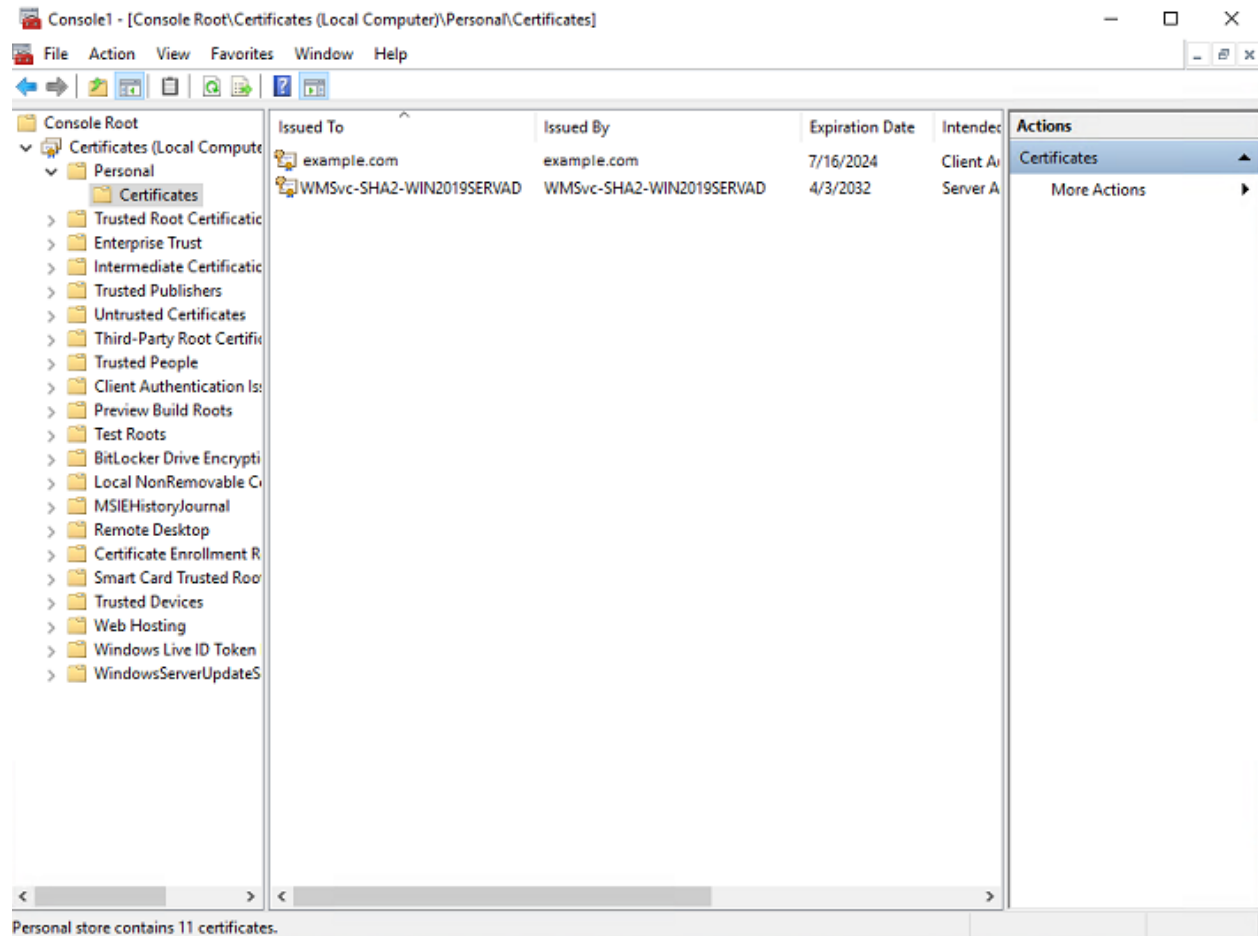 Console1 - [Console Root\Certificates (Local Computer)\Personal\Certificates]
File Action View Favorites Window Help
Console Root
Certificates (Local Compute
Personal
Certificates
Trusted Root Certificatic
Enterprise Trust
Intermediate Certificatic
Trusted Publishers
Untrusted Certificates
Third-Party Root Certific
Trusted People
Client Authentication Is
Preview Build Roots
Test Roots
BitLocker Drive Encrypti
Local NonRemovable C
MSIEHistoryJournal
Remote Desktop
Certificate Enrollment R
Smart Card Trusted Roo
Trusted Devices
Web Hosting
Windows Live ID Token
WindowsServerUpdateS
Issued To Issued By Expiration Date Intended
example.com example.com 7/16/2024 Client A
WMSvc-SHA2-WIN2019SERVAD WMSvc-SHA2-WIN2019SERVAD 4/3/2032 Server A
Actions
Certificates
More Actions
Personal store contains 11 certificates.